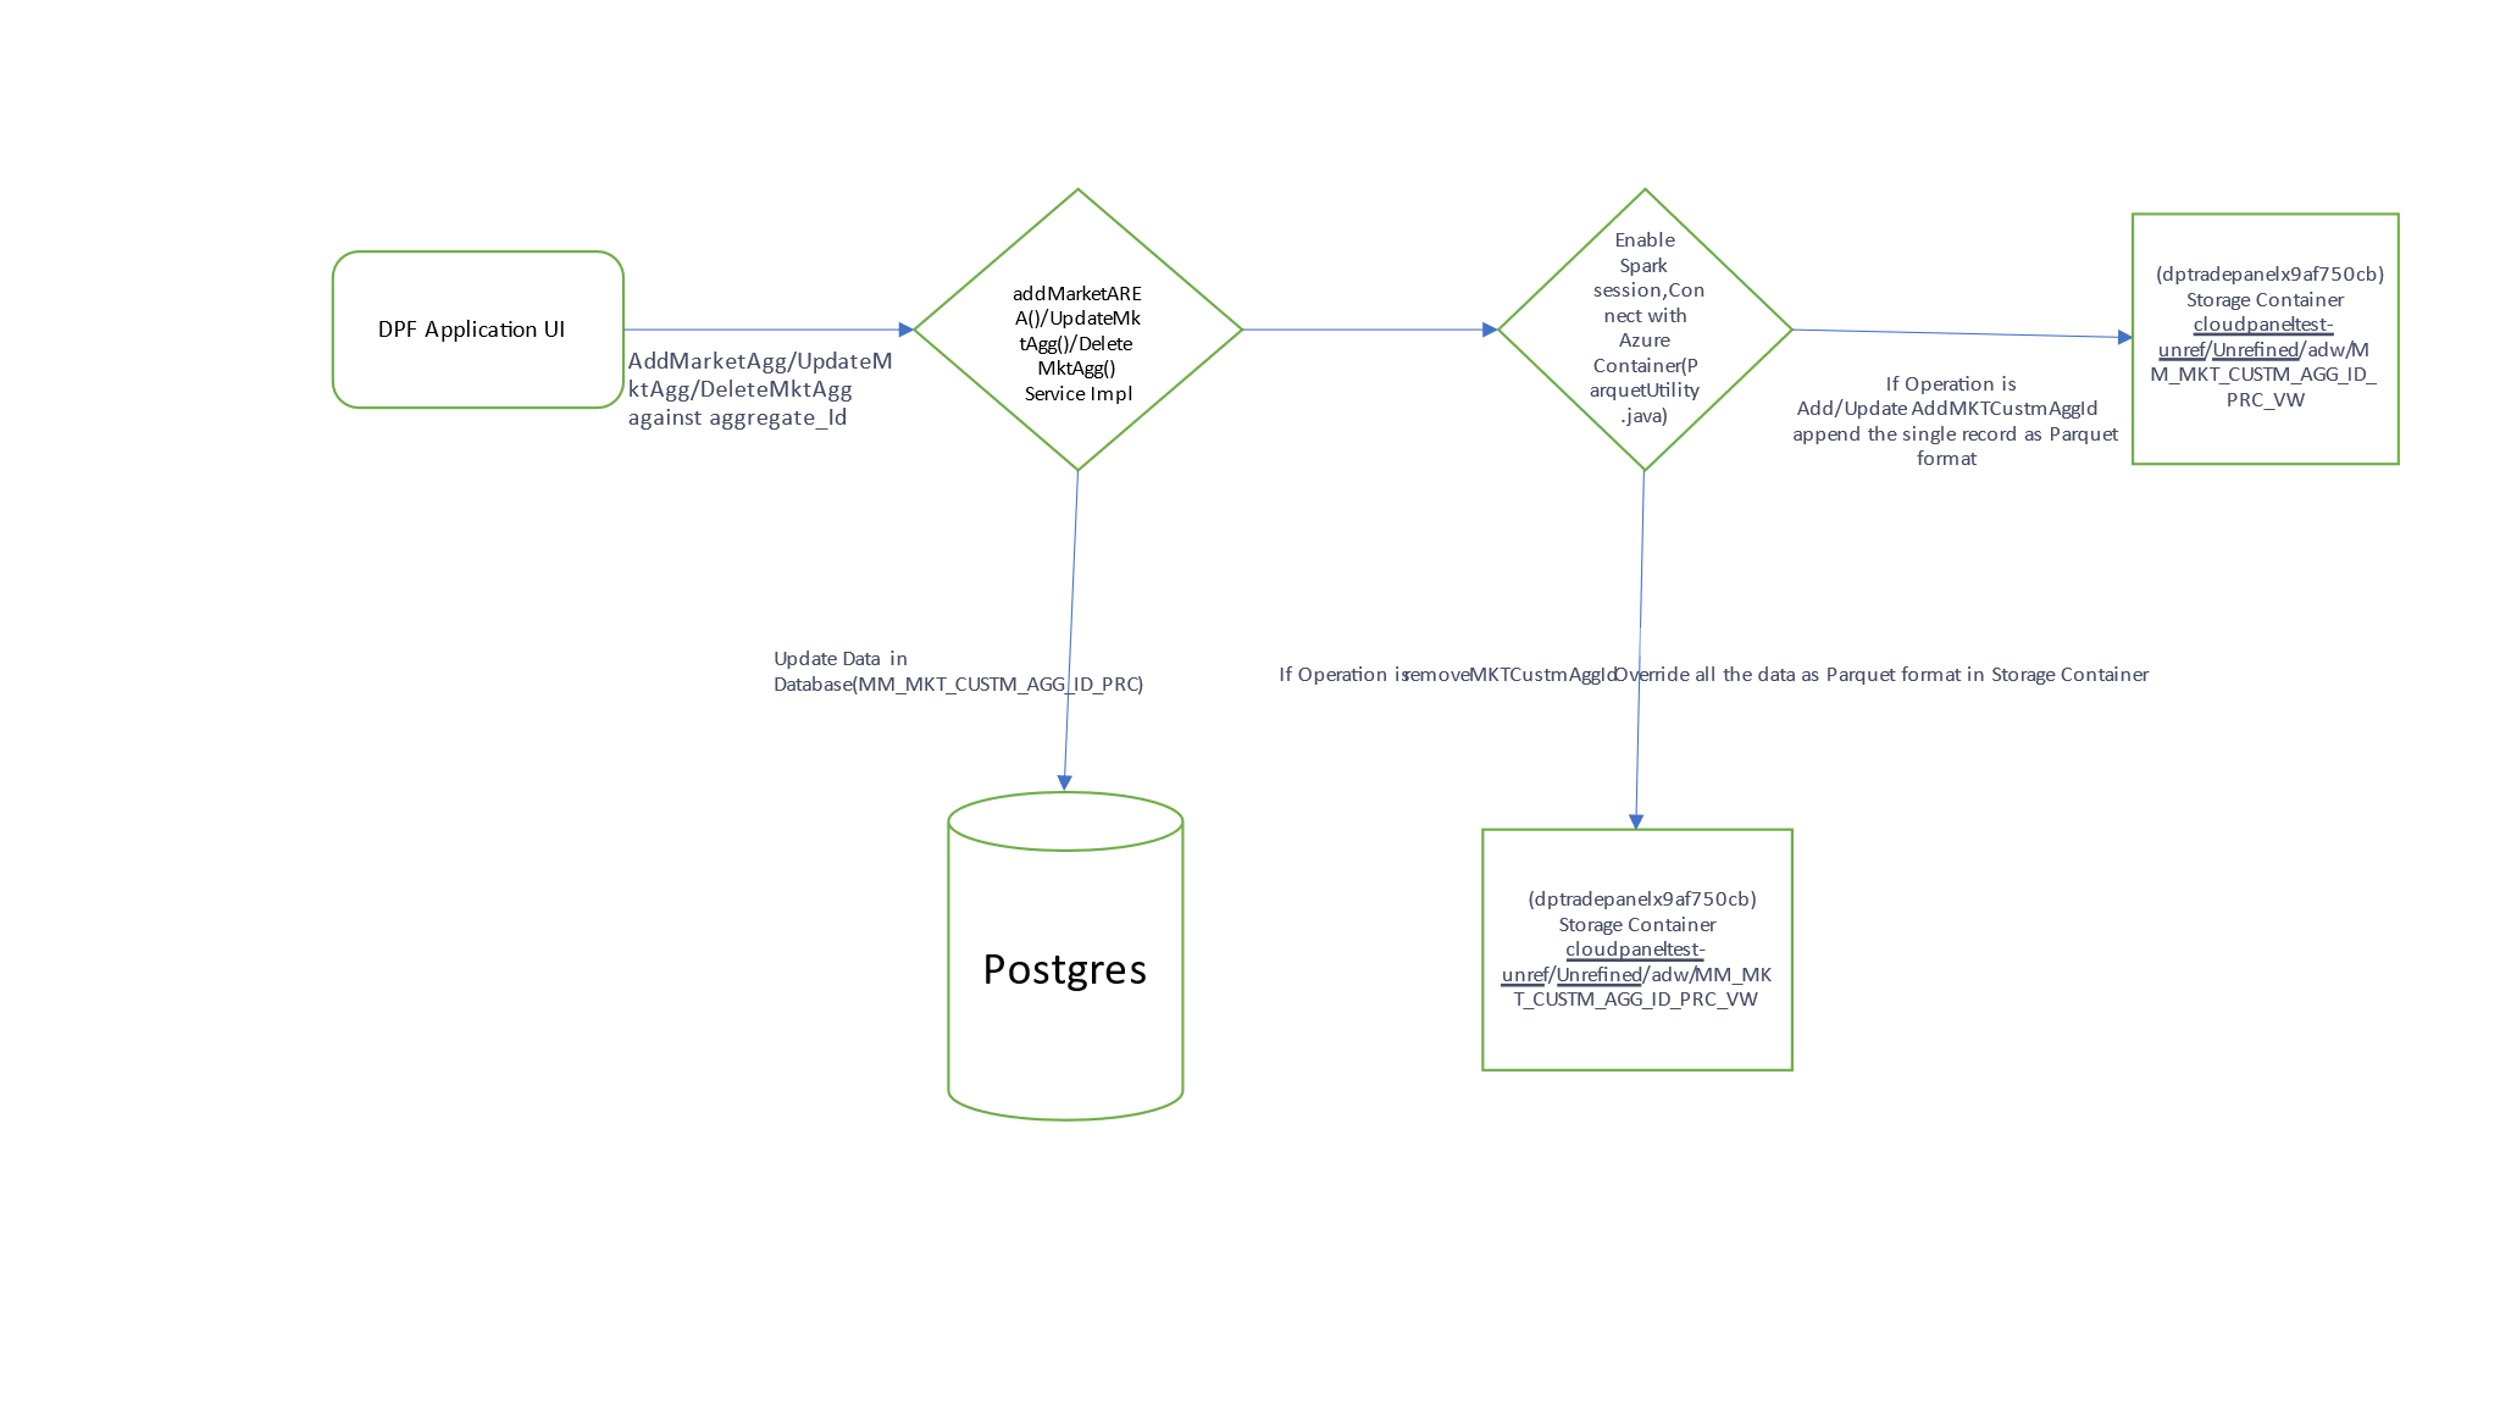 DPF Application UI
AddMarketAgg/UpdateM
ktAgg/DeleteMktAgg
against aggregate_Id
addMarketARE
A()/UpdateMk
tAgg()/Delete
MktAgg()
Service Impl
Enable
Spark
session,Con
nect with
Azure
Container(P
arquetUtility
.java)
If Operation is
Add/Update AddMKTCustmAggId
append the single record as Parquet
format
(dptradepanelx9af750cb)
Storage Container
cloudpaneltest-
unref/Unrefined/adw/M
M_MKT_CUSTM_AGG_ID_
PRC_VW
Update Data in
Database(MM_MKT_CUSTM_AGG_ID_PRC)
If Operation is removeMKTCustmAggId Override all the data as Parquet format in Storage Container
Postgres
(dptradepanelx9af750cb)
Storage Container
cloudpaneltest-
unref/Unrefined/adw/MM_MK
T_CUSTM_AGG_ID_PRC_VW